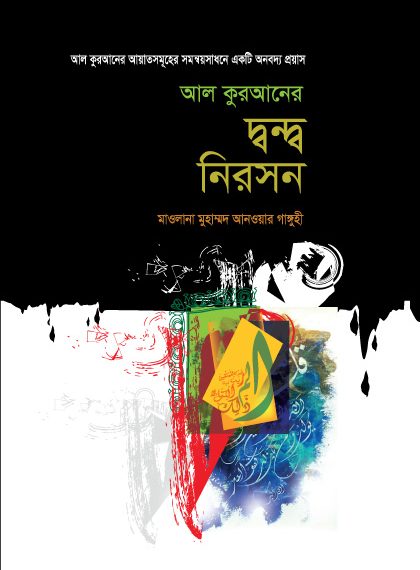 আল কুরআনের আয়াতসমূহের সমন্বয়সাধনে একটি অনবদ্য প্রয়াস
আল কুরআনের
দ্বন্দ্ব
নিরসন
মাওলানা মুহাম্মদ আনওয়ার গাঙ্গুহী